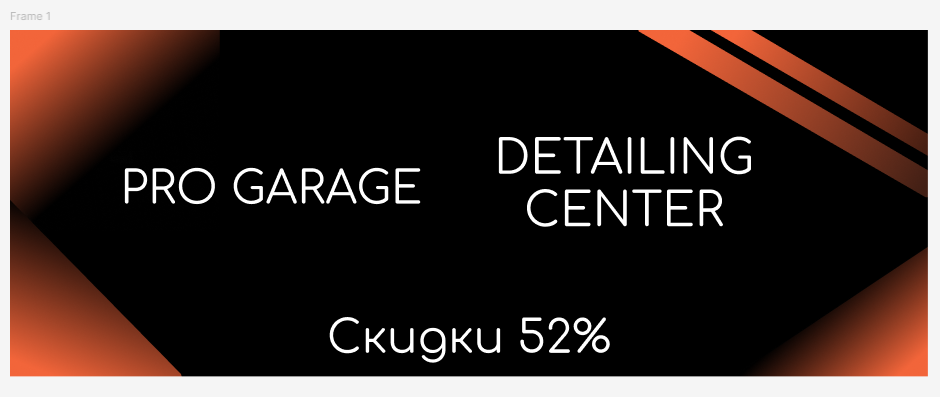 Frame 1
PRO GARAGE
DETAILING
CENTER
Скидки 52%